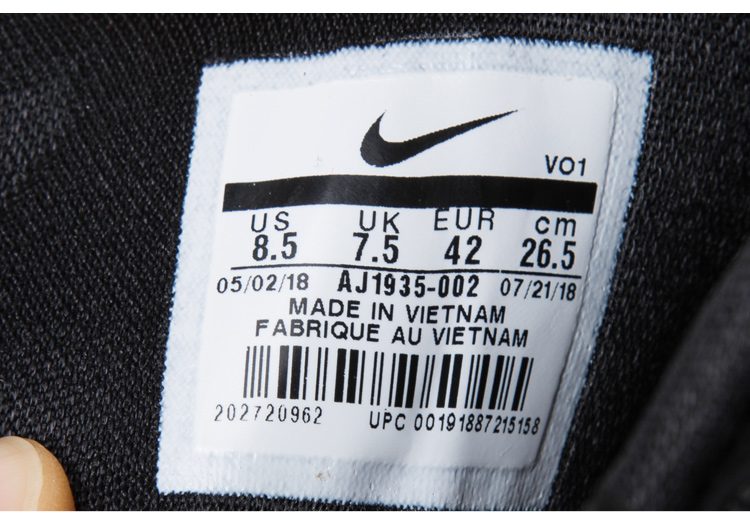 VO1
US UK EUR cm
8.5 7.5 42 26.5
05/02/18 AJ1935-002 07/21/18
MADE IN VIETNAM
FABRIQUE AU VIETNAM
202720962 UPC 00191887215158